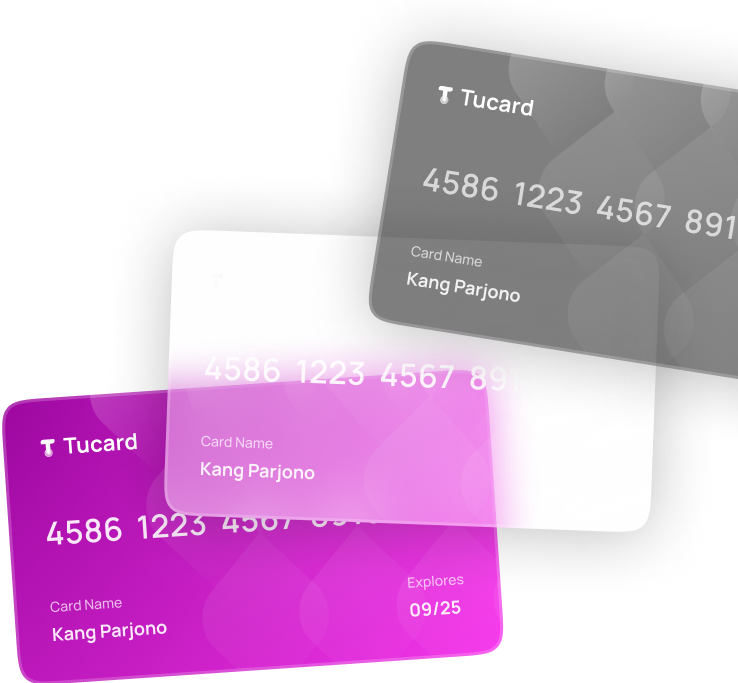 Tucard
4586 1223 4567 891
Card Name
Kang Parjono
4586 1223 4567 891
Card Name
Kang Parjono
Tucard
4586 1223 4567
Card Name
Kang Parjono
Explores
09/25